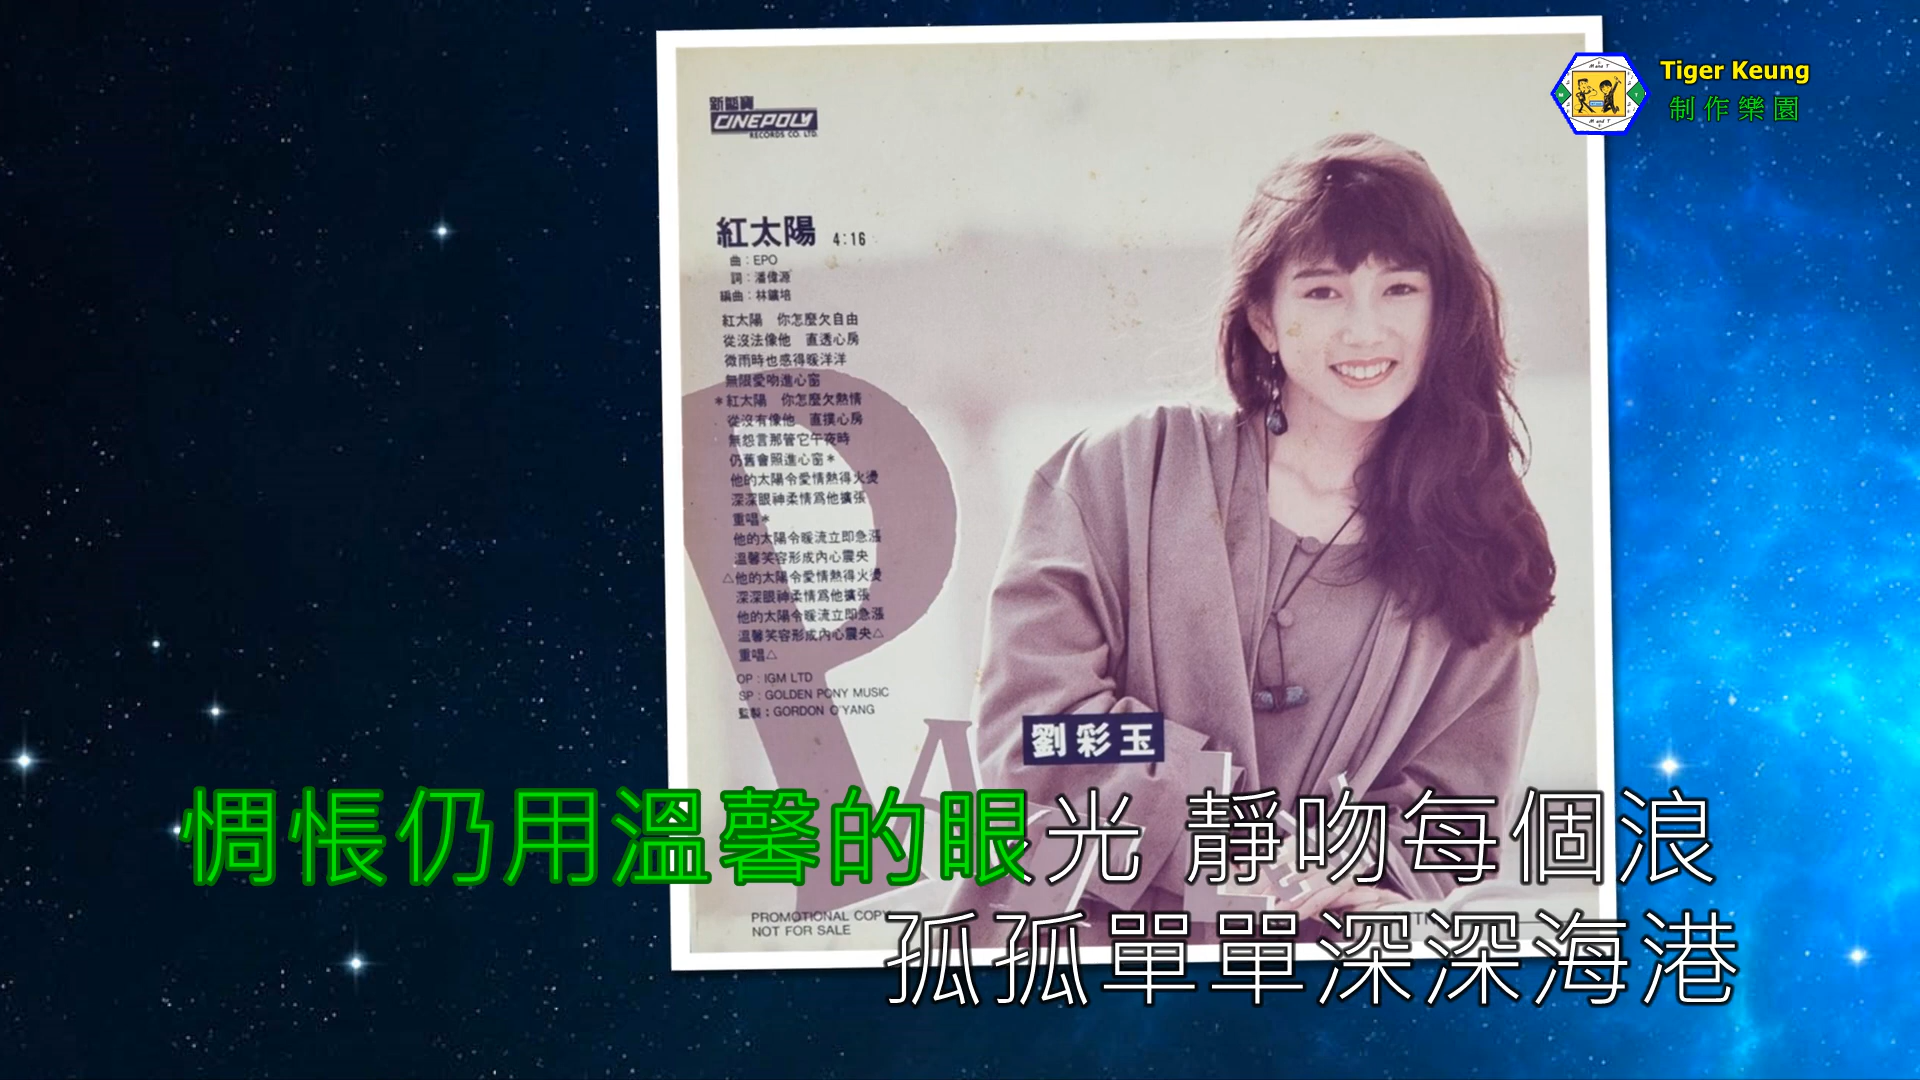 Tiger Keung
制作樂園
新藝寶
CINEPOLY
RECORDS CO. LTD.
紅太陽 4:16
曲：EPO
詞：潘偉源
編曲：林鑛培
紅太陽　你怎麼欠自由
從沒法像他　直透心房
微雨時也感得暖洋洋
無限愛吻進心窗
＊紅太陽　你怎麼欠熱情
從沒有像他　直撲心房
無怨言那管它午夜時
仍舊會照進心窗＊
他的太陽令愛情熱得火燙
深深眼神柔情爲他擴張
重唱＊
他的太陽令暖流立即急漲
溫馨笑容形成內心震央
△他的太陽令愛情熱得火燙
深深眼神柔情爲他擴張
他的太陽令暖流立即急漲
溫馨笑容形成內心震央△
重唱△
OP : IGM LTD
SP : GOLDEN PONY MUSIC
監製：GORDON O'YANG
劉彩玉
惆悵仍用溫馨的眼光 靜吻每個浪
PROMOTIONAL COPY
NOT FOR SALE
孤孤單單深深海港